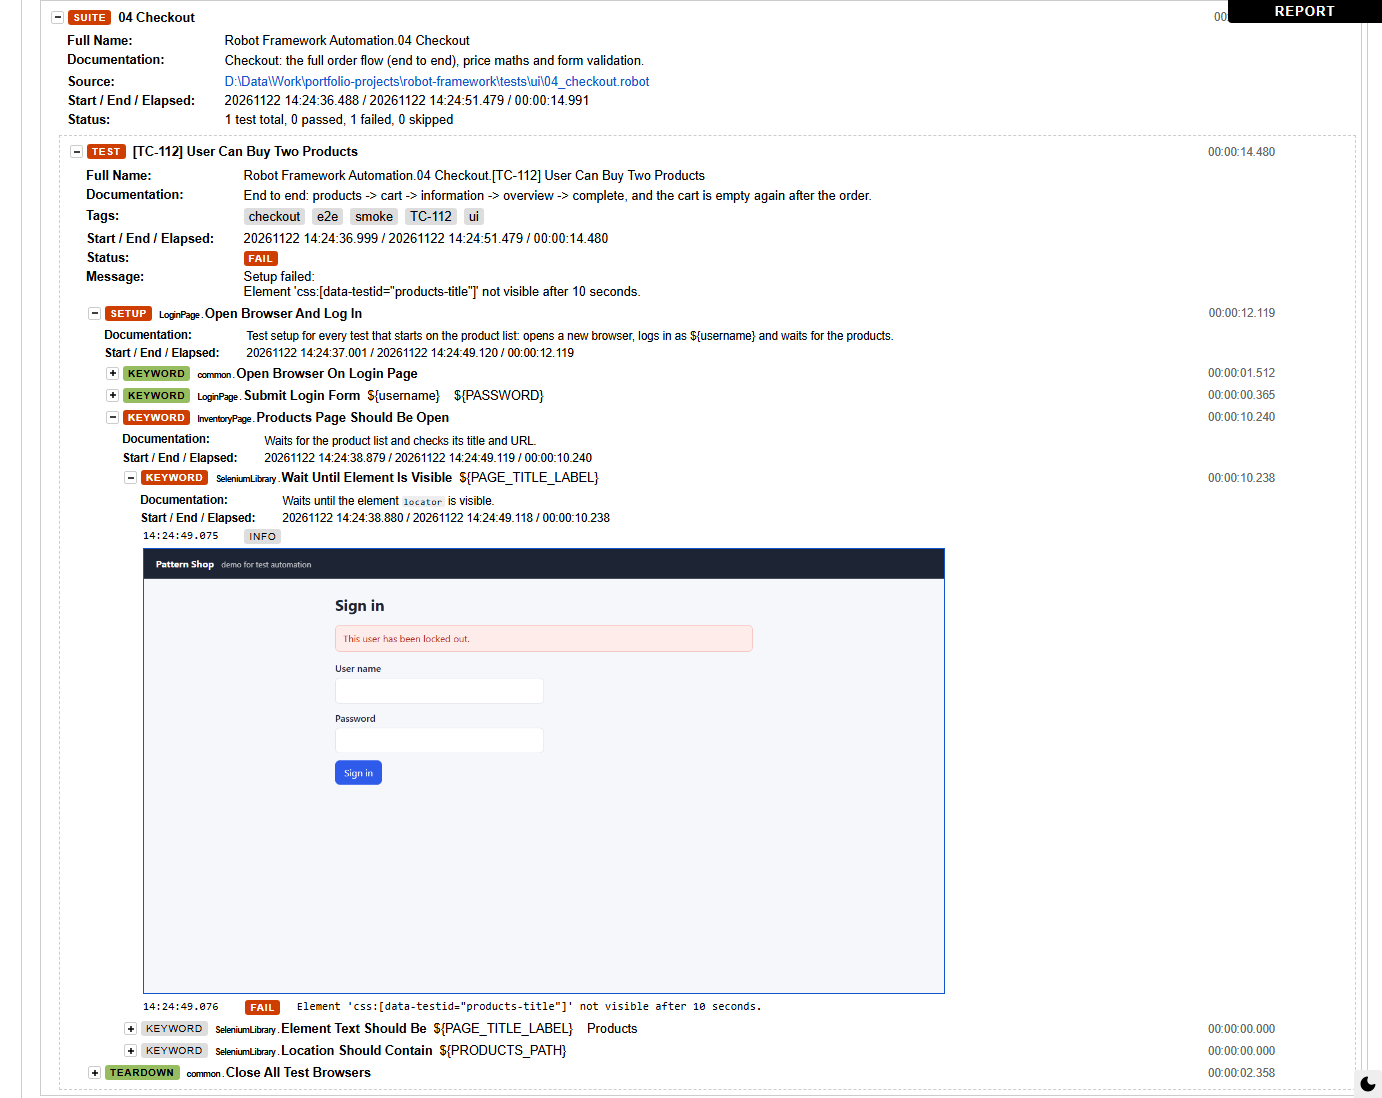 SUITE 04 Checkout 00:
REPORT
Full Name: Robot Framework Automation.04 Checkout
Documentation: Checkout: the full order flow (end to end), price maths and form validation.
Source: D:\Data\Work\portfolio-projects\robot-framework\tests\ui\04_checkout.robot
Start / End / Elapsed: 20261122 14:24:36.488 / 20261122 14:24:51.479 / 00:00:14.991
Status: 1 test total, 0 passed, 1 failed, 0 skipped
TEST [TC-112] User Can Buy Two Products 00:00:14.480
Full Name: Robot Framework Automation.04 Checkout.[TC-112] User Can Buy Two Products
Documentation: End to end: products -> cart -> information -> overview -> complete, and the cart is empty again after the order.
Tags: checkout e2e smoke TC-112 ui
Start / End / Elapsed: 20261122 14:24:36.999 / 20261122 14:24:51.479 / 00:00:14.480
Status: FAIL
Message: Setup failed:
Element 'css:[data-testid="products-title"]' not visible after 10 seconds.
SETUP LoginPage.Open Browser And Log In 00:00:12.119
Documentation: Test setup for every test that starts on the product list: opens a new browser, logs in as ${username} and waits for the products.
Start / End / Elapsed: 20261122 14:24:37.001 / 20261122 14:24:49.120 / 00:00:12.119
KEYWORD common.Open Browser On Login Page 00:00:01.512
KEYWORD LoginPage.Submit Login Form ${username} ${PASSWORD} 00:00:00.365
KEYWORD InventoryPage.Products Page Should Be Open 00:00:10.240
Documentation: Waits for the product list and checks its title and URL.
Start / End / Elapsed: 20261122 14:24:38.879 / 20261122 14:24:49.119 / 00:00:10.240
KEYWORD SeleniumLibrary.Wait Until Element Is Visible ${PAGE_TITLE_LABEL} 00:00:10.238
Documentation: Waits until the element locator is visible.
Start / End / Elapsed: 20261122 14:24:38.880 / 20261122 14:24:49.118 / 00:00:10.238
14:24:49.075 INFO
Pattern Shop demo for test automation
Sign in
This user has been locked out.
User name
Password
Sign in
14:24:49.076 FAIL Element 'css:[data-testid="products-title"]' not visible after 10 seconds.
KEYWORD SeleniumLibrary.Element Text Should Be ${PAGE_TITLE_LABEL} Products 00:00:00.000
KEYWORD SeleniumLibrary.Location Should Contain ${PRODUCTS_PATH} 00:00:00.000
TEARDOWN common.Close All Test Browsers 00:00:02.358